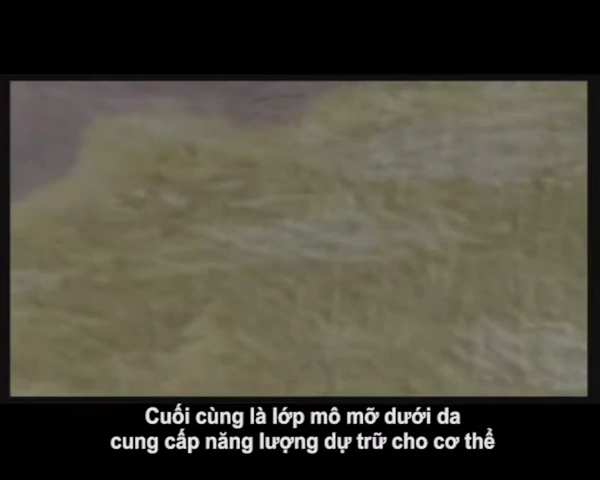 Cuối cùng là lớp mô mỡ dưới da
cung cấp năng lượng dự trữ cho cơ thể